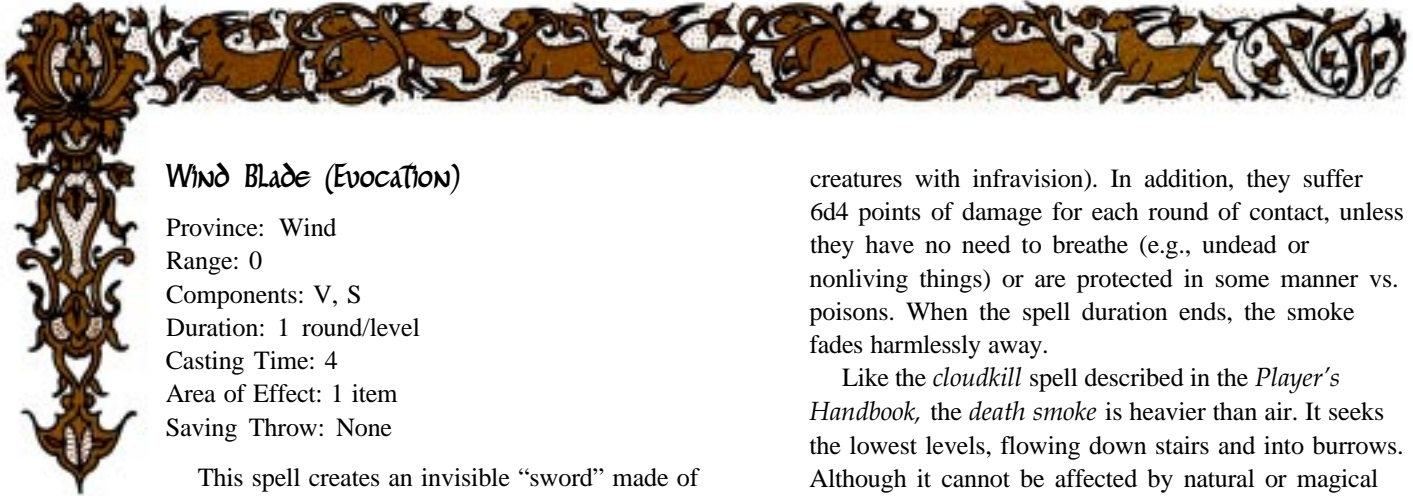 Wind Blade (Evocation)
Province: Wind
Range: 0
Components: V, S
Duration: 1 round/level
Casting Time: 4
Area of Effect: 1 item
Saving Throw: None
This spell creates an invisible “sword” made of
creatures with infravision). In addition, they suffer
6d4 points of damage for each round of contact, unless
they have no need to breathe (e.g., undead or
nonliving things) or are protected in some manner vs.
poisons. When the spell duration ends, the smoke
fades harmlessly away.
Like the cloudkill spell described in the Player’s
Handbook, the death smoke is heavier than air. It seeks
the lowest levels, flowing down stairs and into burrows.
Although it cannot be affected by natural or magical